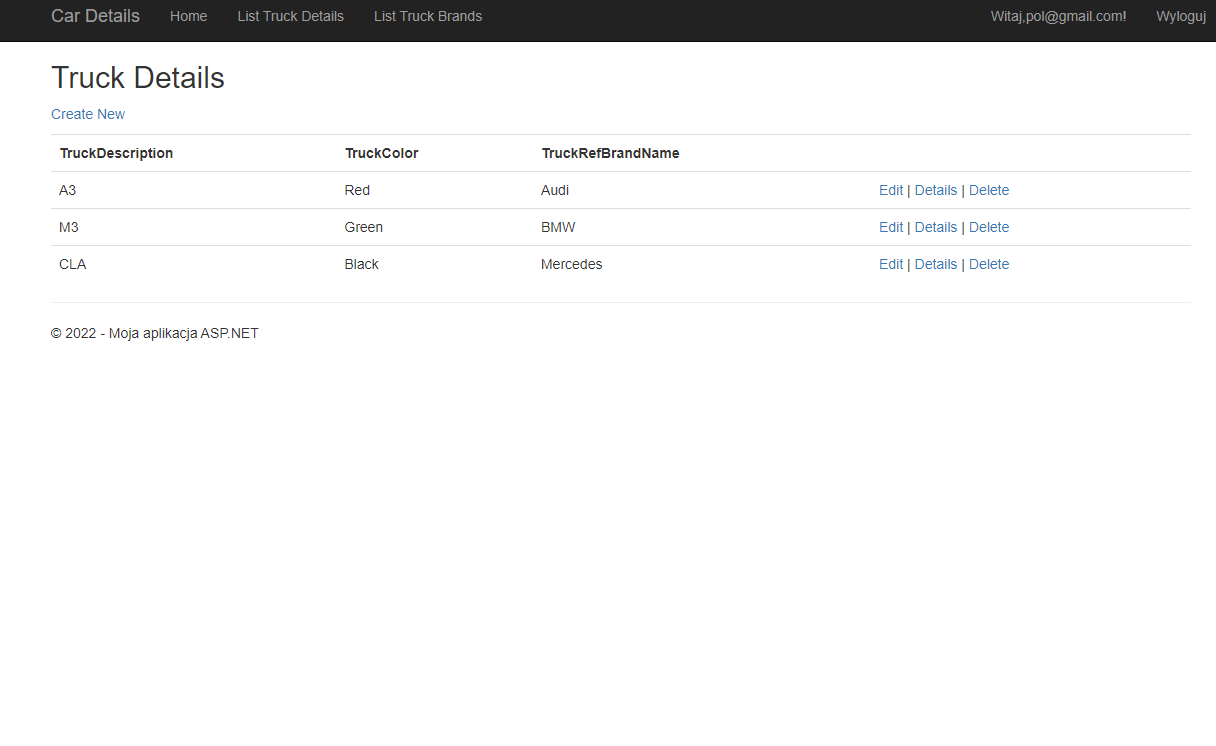 Car Details Home List Truck Details List Truck Brands Witaj,pol@gmail.com! Wyloguj
Truck Details
Create New
TruckDescription TruckColor TruckRefBrandName
A3 Red Audi Edit | Details | Delete
M3 Green BMW Edit | Details | Delete
CLA Black Mercedes Edit | Details | Delete
© 2022 - Moja aplikacja ASP.NET